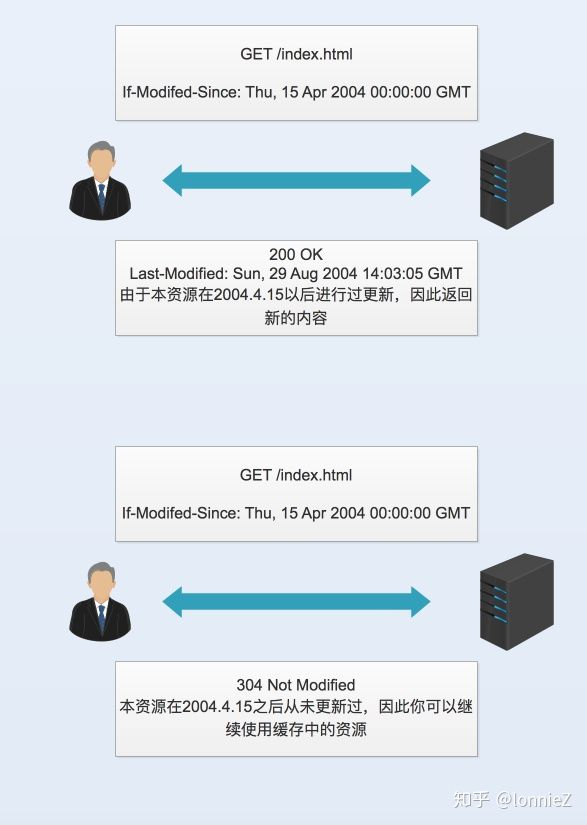 GET /index.html
If-Modifed-Since: Thu, 15 Apr 2004 00:00:00 GMT
200 OK
Last-Modified: Sun, 29 Aug 2004 14:03:05 GMT
由于本资源在2004.4.15以后进行过更新，因此返回
新的内容
GET /index.html
If-Modifed-Since: Thu, 15 Apr 2004 00:00:00 GMT
304 Not Modified
本资源在2004.4.15之后从未更新过，因此你可以继
续使用缓存中的资源
知乎 @lonnieZ